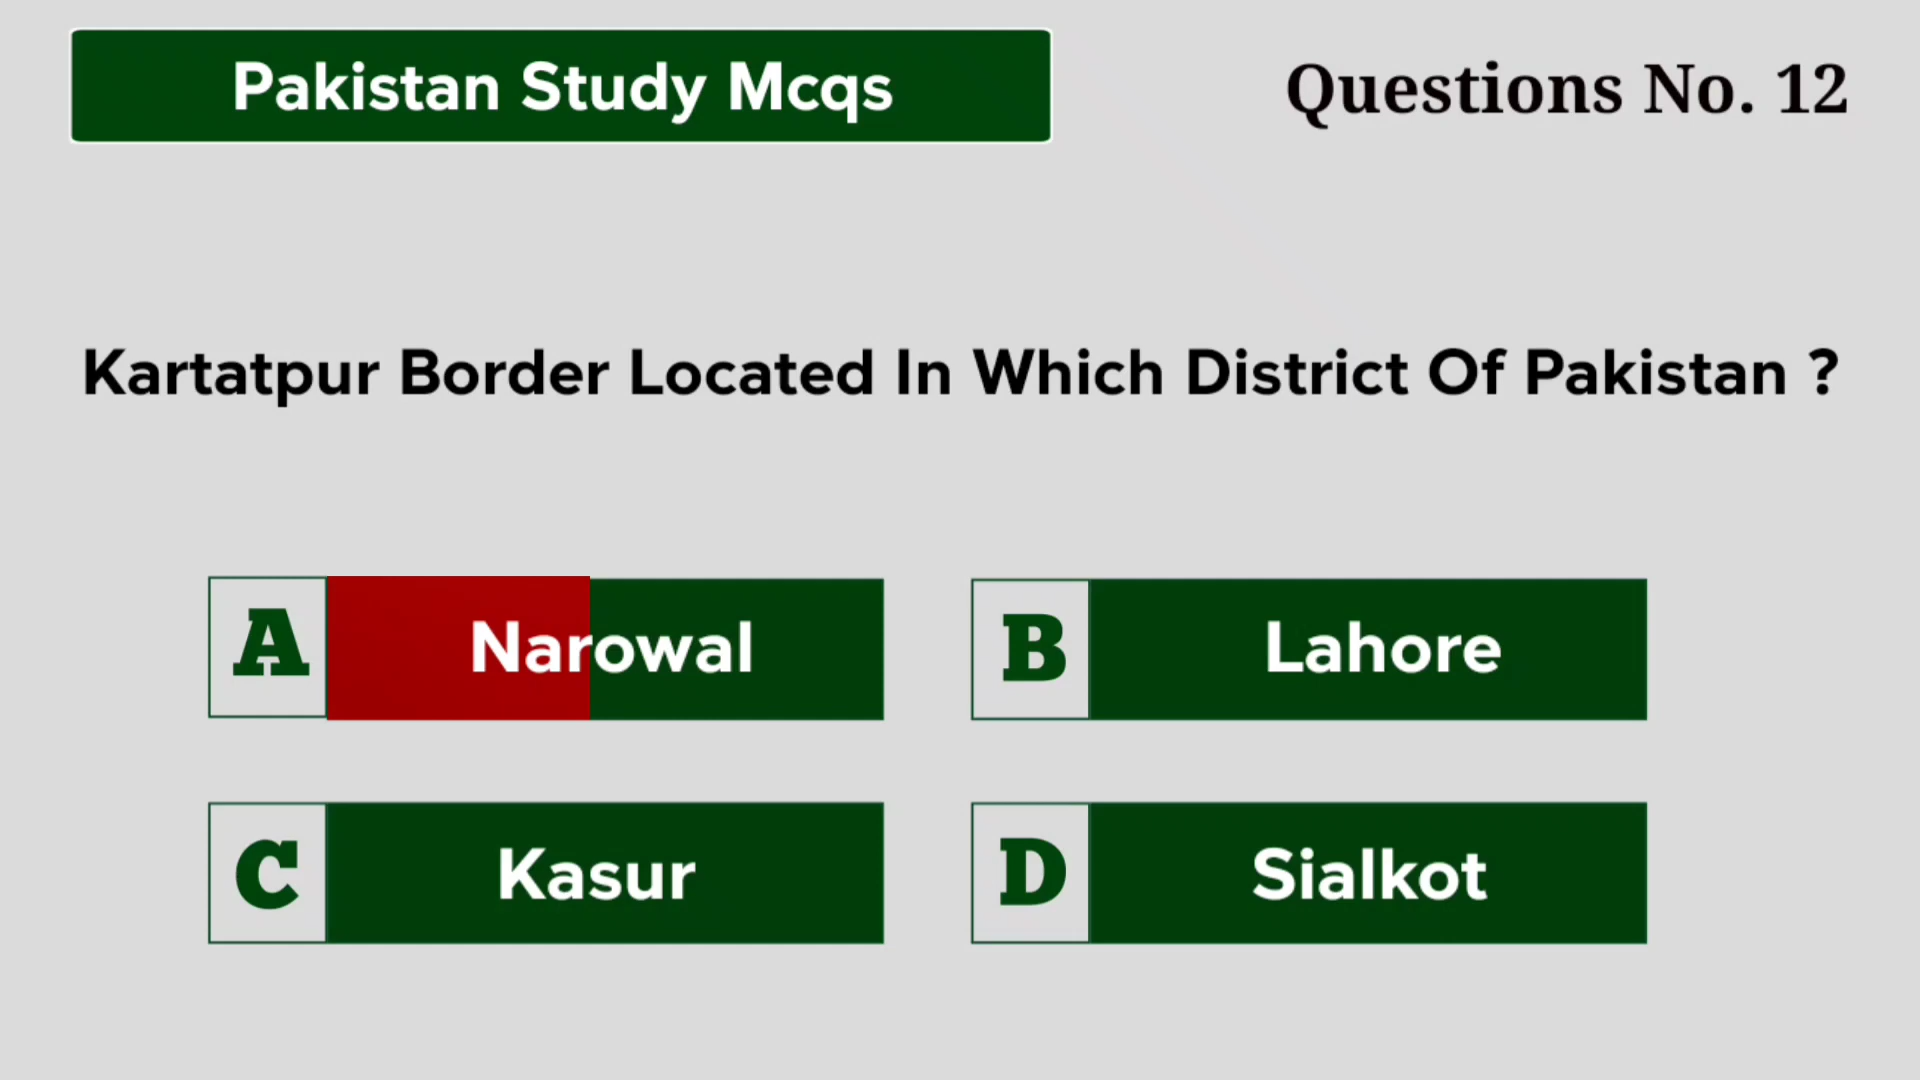 Pakistan Study Mcqs
Questions No. 12
Kartatpur Border Located In Which District Of Pakistan ?
A Narowal
B Lahore
C Kasur
D Sialkot